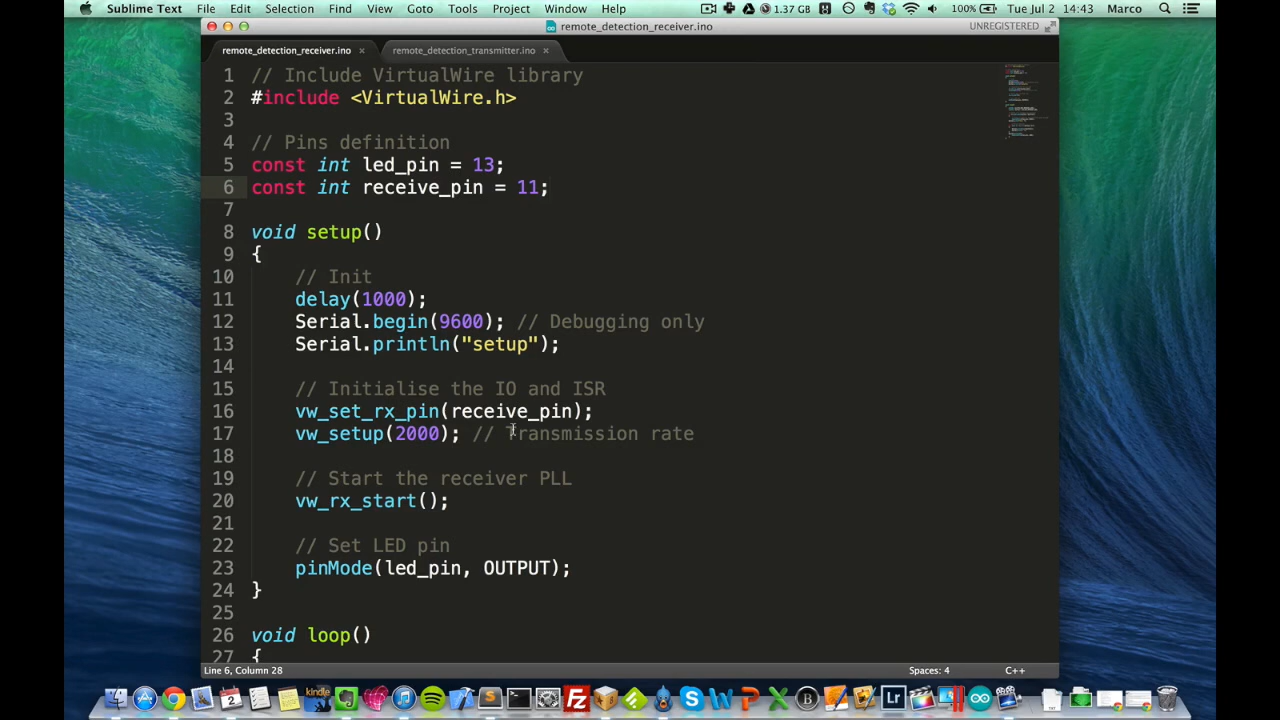 Sublime Text File Edit Selection Find View Goto Tools Project Window Help 1.37 GB 100% Tue Jul 2 14:43 Marco
remote_detection_receiver.ino UNREGISTERED
remote_detection_receiver.ino × remote_detection_transmitter.ino ×
1 // Include VirtualWire library
2 #include <VirtualWire.h>
3
4 // Pins definition
5 const int led_pin = 13;
6 const int receive_pin = 11;
7
8 void setup()
9 {
10 // Init
11 delay(1000);
12 Serial.begin(9600); // Debugging only
13 Serial.println("setup");
14
15 // Initialise the IO and ISR
16 vw_set_rx_pin(receive_pin);
17 vw_setup(2000); // Transmission rate
18
19 // Start the receiver PLL
20 vw_rx_start();
21
22 // Set LED pin
23 pinMode(led_pin, OUTPUT);
24 }
25
26 void loop()
27 {
Line 6, Column 28 Spaces: 4 C++
kindle Fz Lr